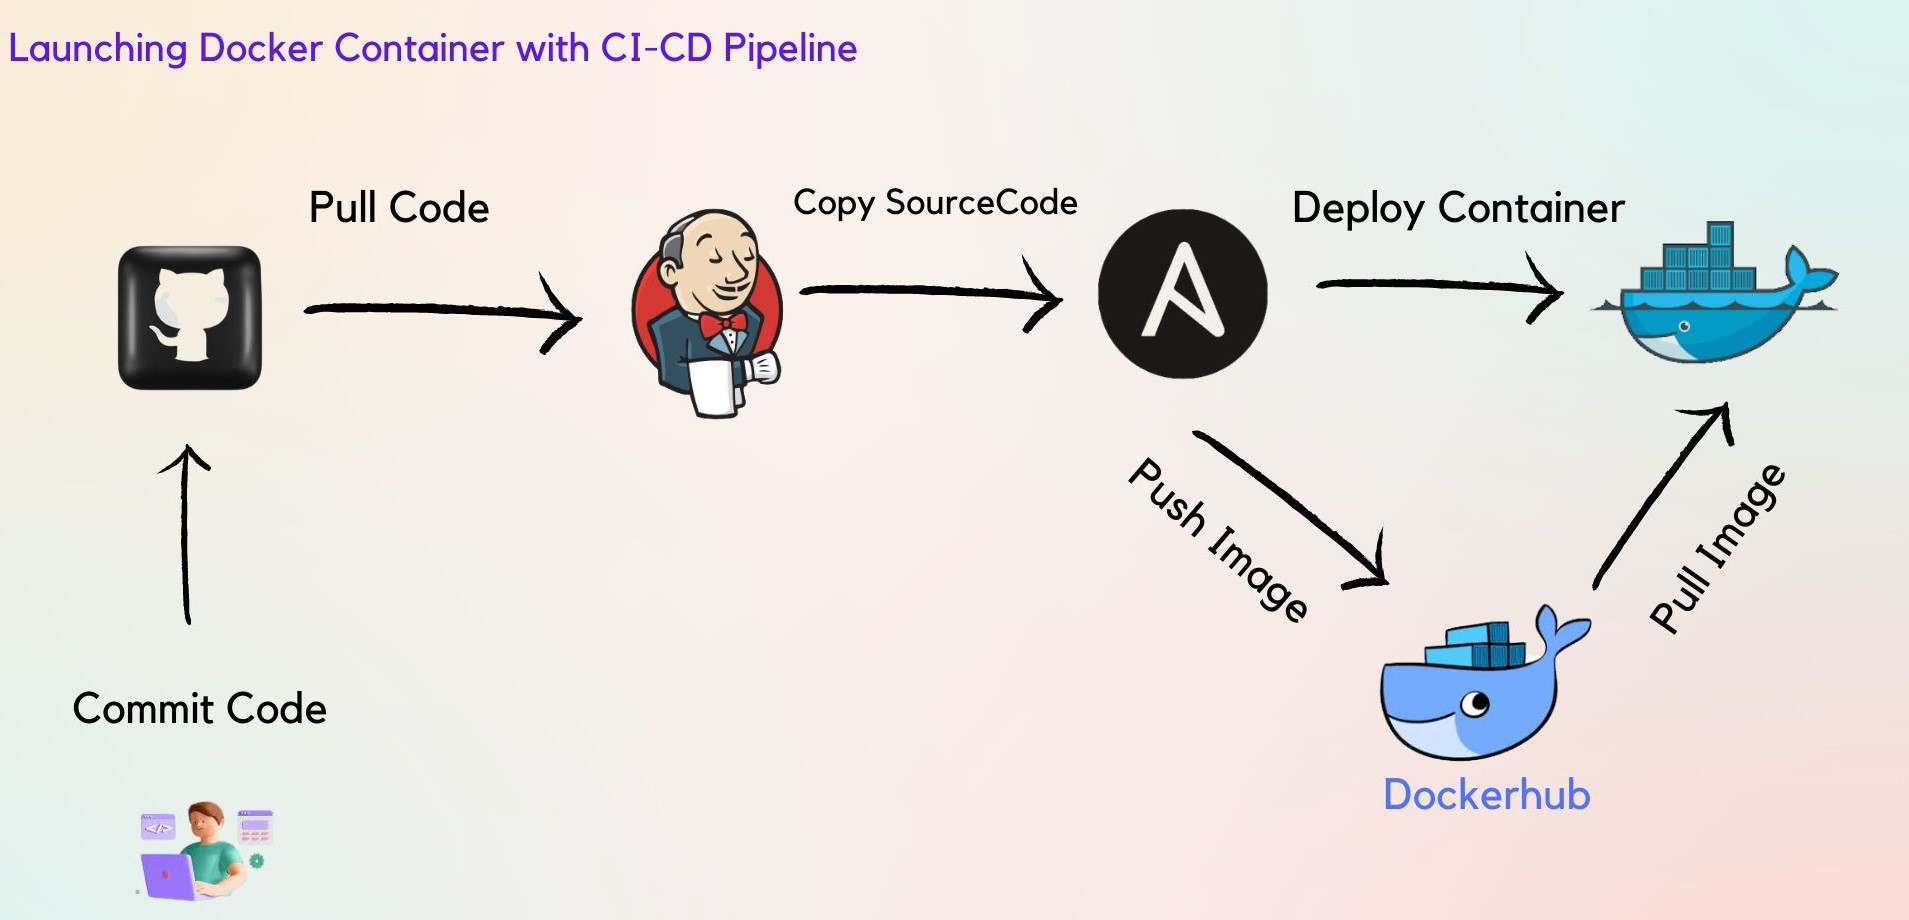 Launching Docker Container with CI-CD Pipeline
Pull Code
Copy SourceCode
Deploy Container
Push Image
Pull Image
Commit Code
Dockerhub
</>